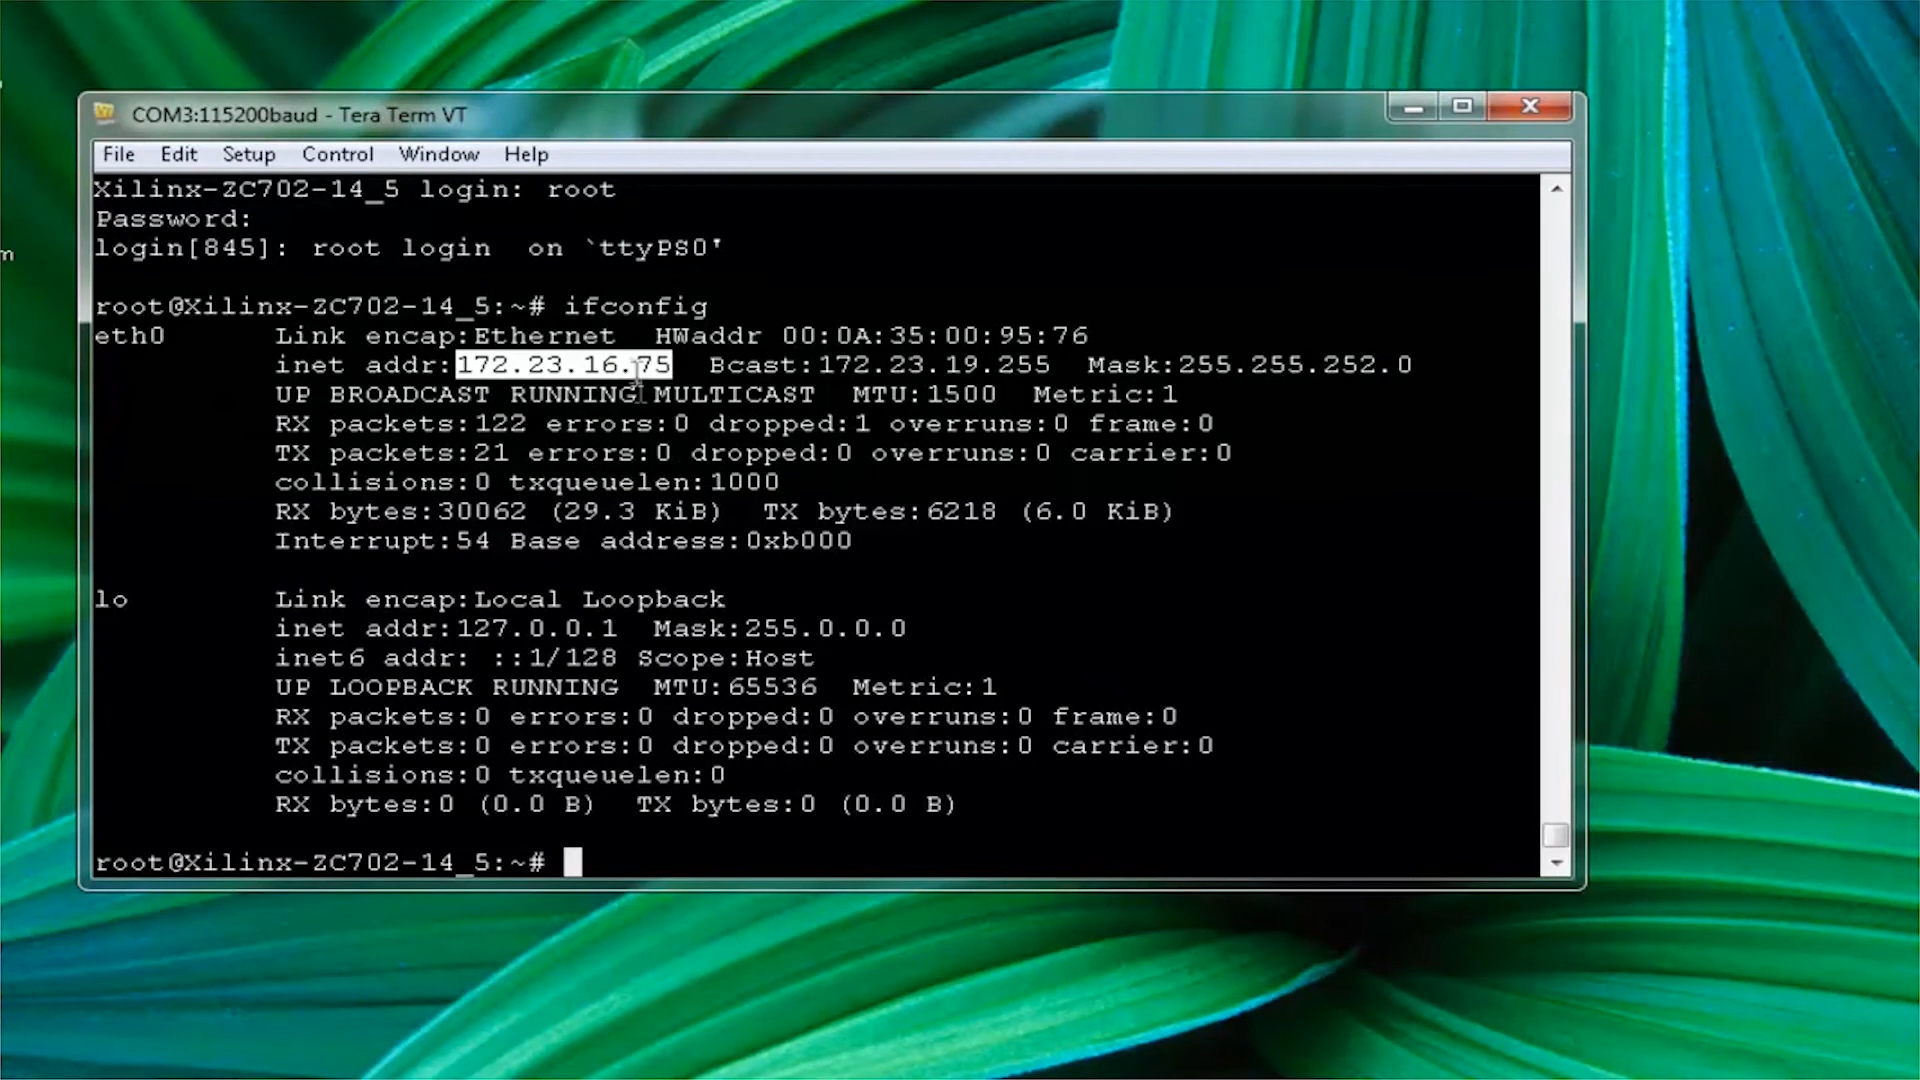 COM3:115200baud - Tera Term VT
File Edit Setup Control Window Help
Xilinx-ZC702-14_5 login: root
Password:
login[845]: root login  on `ttyPS0'
root@Xilinx-ZC702-14_5:~# ifconfig
eth0      Link encap:Ethernet  HWaddr 00:0A:35:00:95:76
inet addr:172.23.16.75  Bcast:172.23.19.255  Mask:255.255.252.0
UP BROADCAST RUNNING MULTICAST  MTU:1500  Metric:1
RX packets:122 errors:0 dropped:1 overruns:0 frame:0
TX packets:21 errors:0 dropped:0 overruns:0 carrier:0
collisions:0 txqueuelen:1000
RX bytes:30062 (29.3 KiB)  TX bytes:6218 (6.0 KiB)
Interrupt:54 Base address:0xb000
lo        Link encap:Local Loopback
inet addr:127.0.0.1  Mask:255.0.0.0
inet6 addr: ::1/128 Scope:Host
UP LOOPBACK RUNNING  MTU:65536  Metric:1
RX packets:0 errors:0 dropped:0 overruns:0 frame:0
TX packets:0 errors:0 dropped:0 overruns:0 carrier:0
collisions:0 txqueuelen:0
RX bytes:0 (0.0 B)  TX bytes:0 (0.0 B)
root@Xilinx-ZC702-14_5:~#